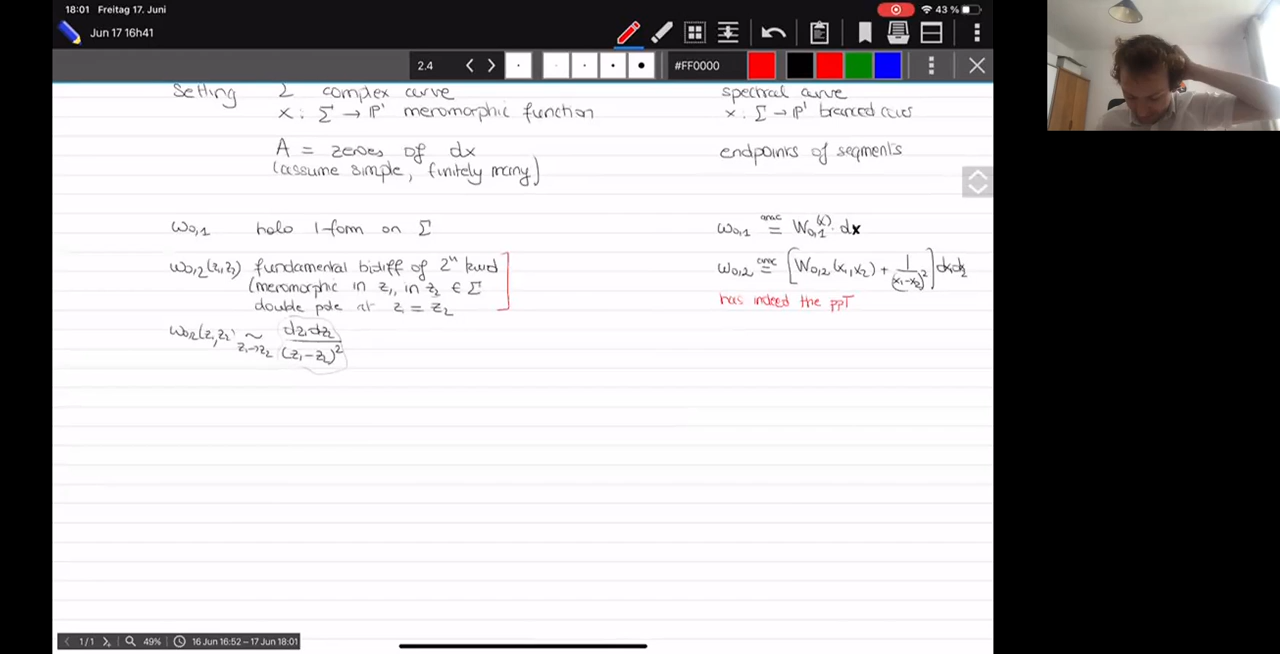 18:01 Freitag 17. Juni
43 %
Jun 17 16h41
2.4
#FF0000
Setting Σ complex curve
x : Σ → ℙ¹ meromorphic function
A = zeroes of dx
(assume simple, finitely many)
ω0,1 holo 1-form on Σ
ω0,2(z1,z2) fundamental bidiff of 2ⁿ kind
(meromorphic in z1, in z2 ∈ Σ
double pole at z1 = z2
ω0,2(z1,z2) ~ z1→z2 dz1dz2 / (z1-z2)²
spectral curve
x : Σ → ℙ¹ branched
endpoints of segments
ω0,1 = W0,1(x) · dx
ω0,2 = [W0,2(x1,x2) + 1/(x1-x2)²] dx1dx2
has indeed the ppT
1/1
49%
16 Jun 16:52 – 17 Jun 18:01